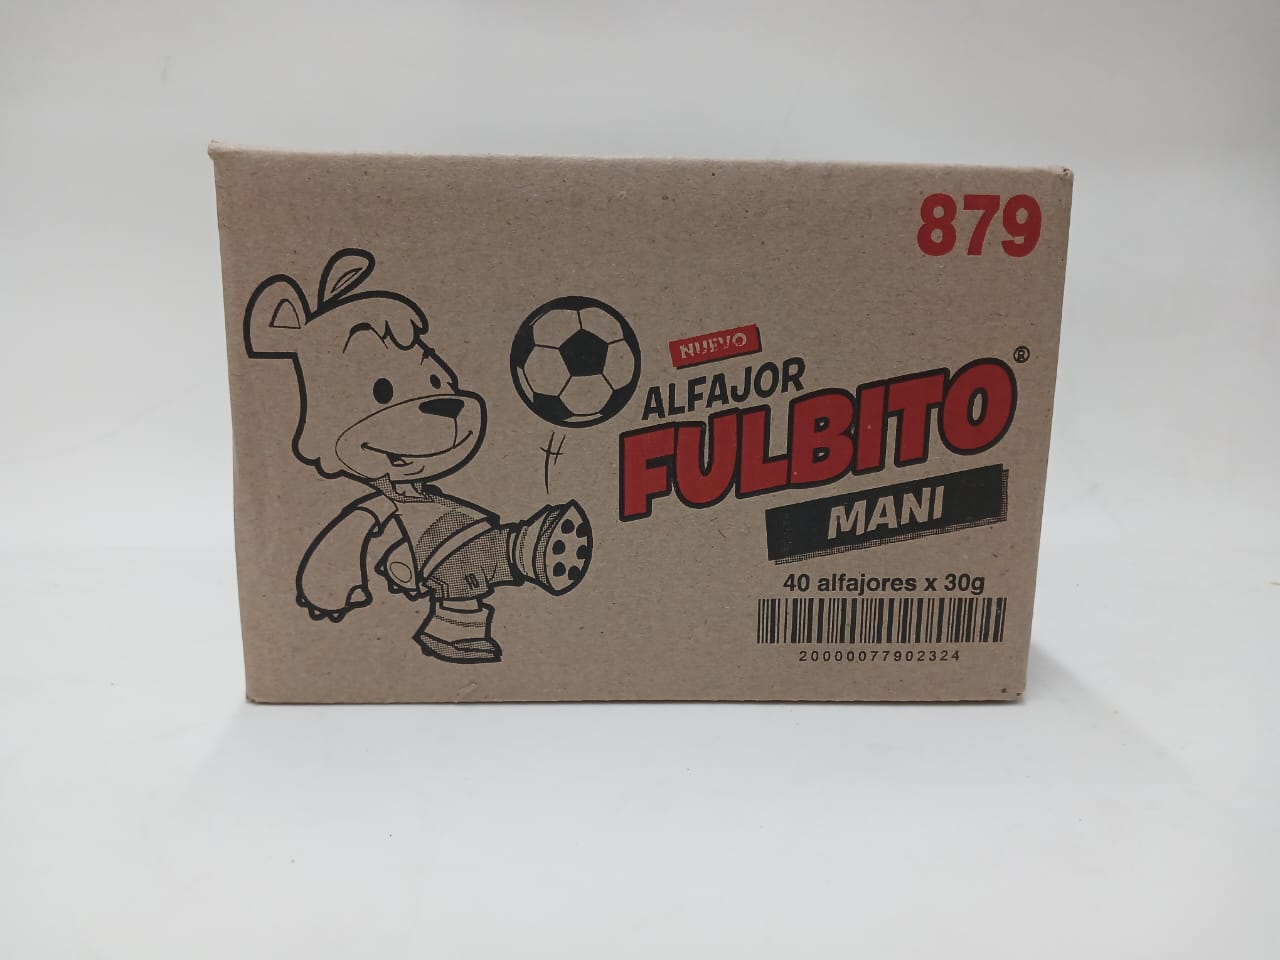 879
NUEVO
ALFAJOR
FULBITO®
MANI
40 alfajores x 30g
20000077902324